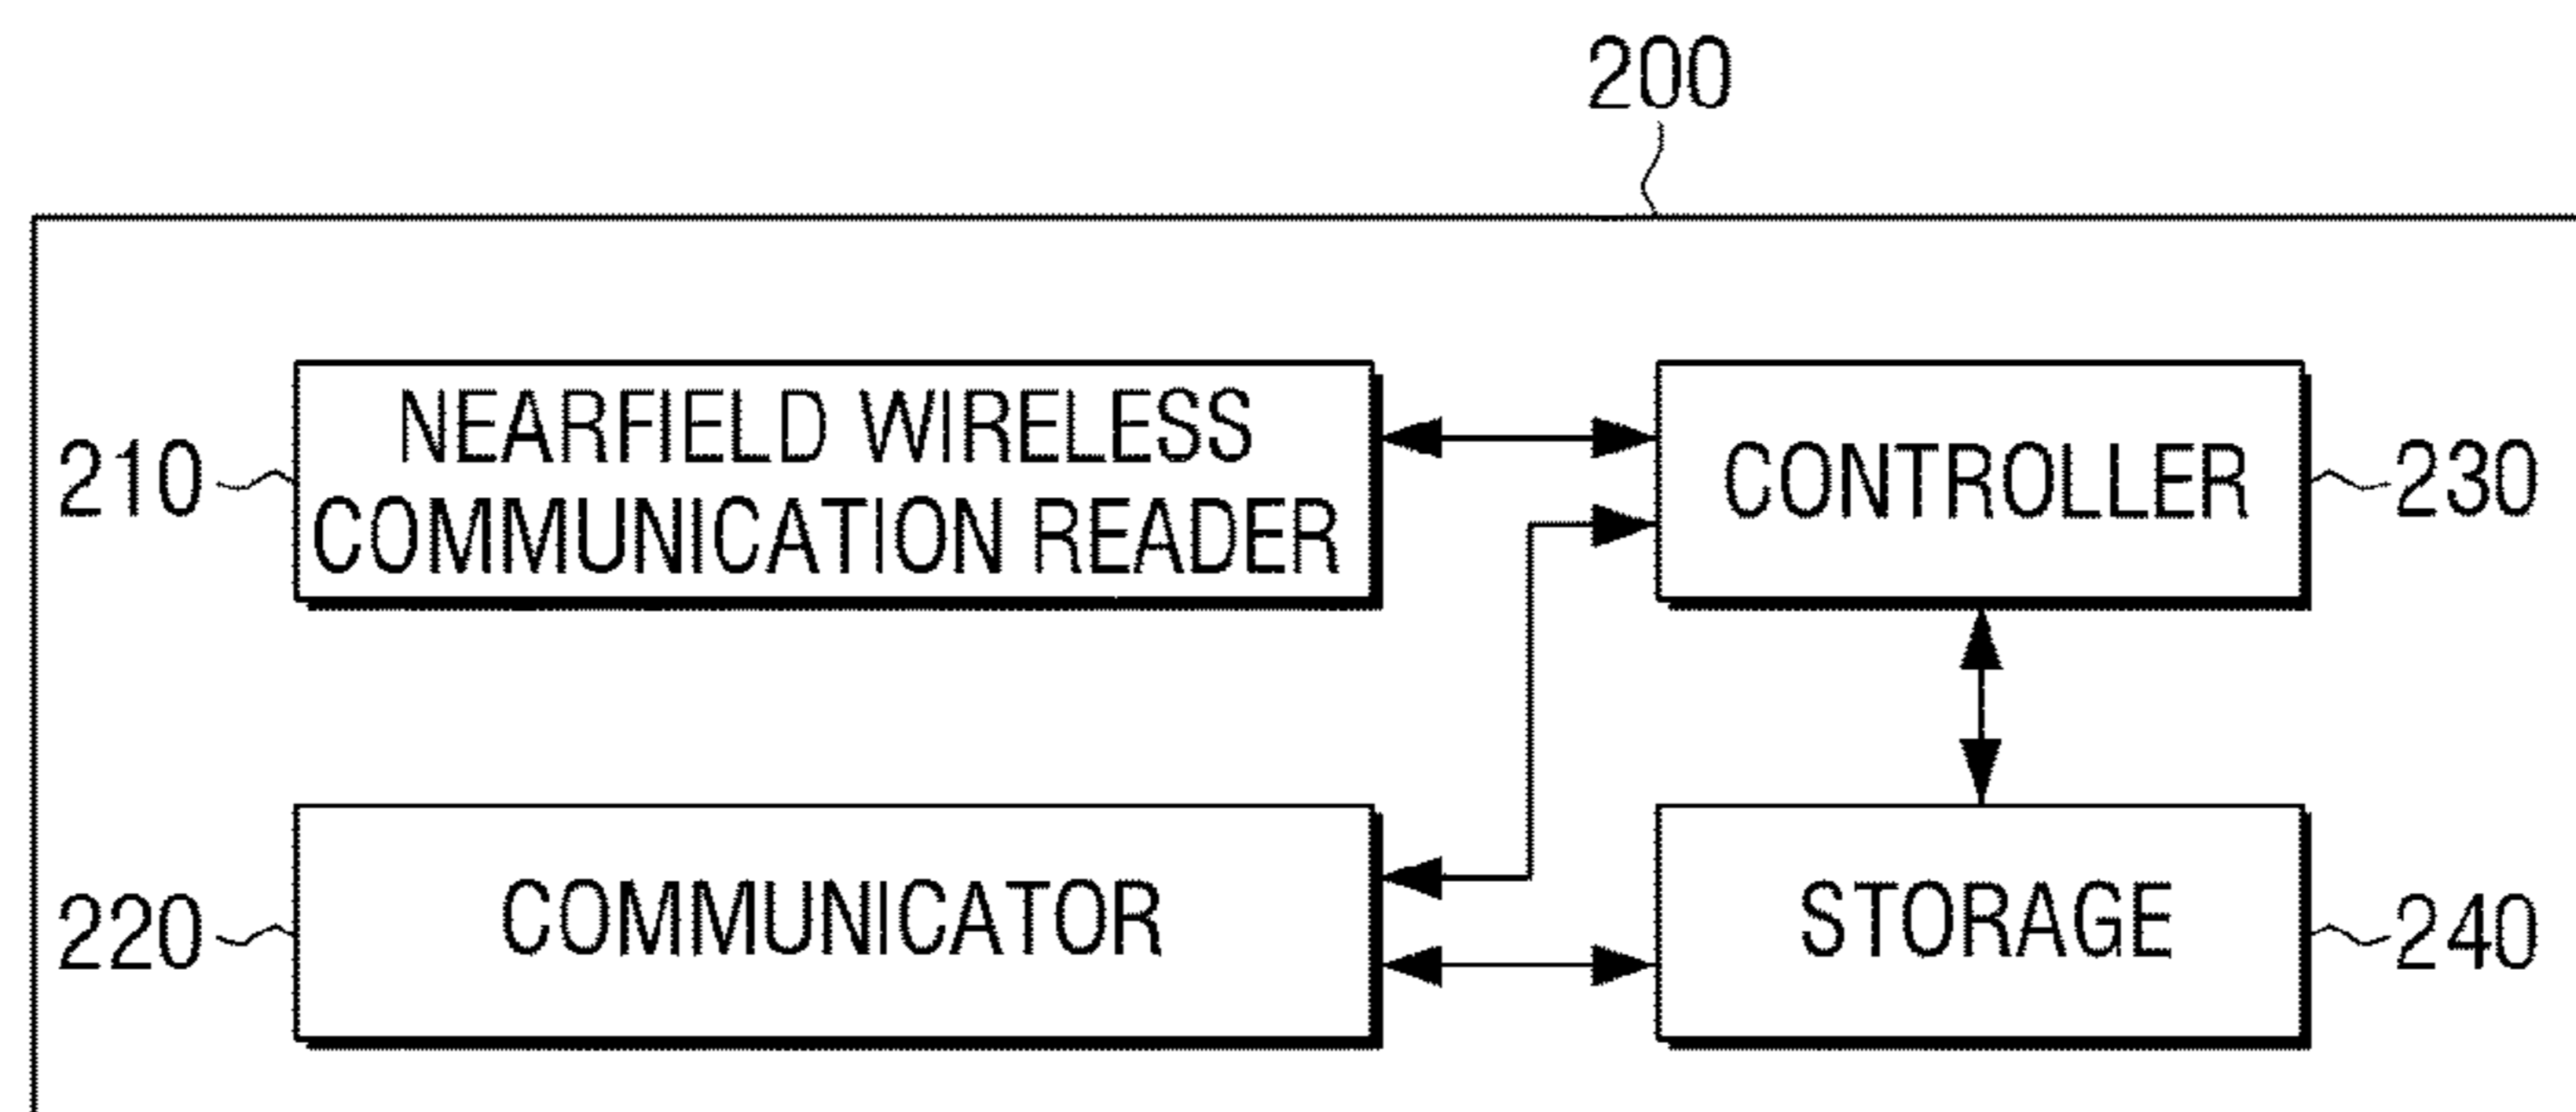 200
210
NEARFIELD WIRELESS
COMMUNICATION READER
CONTROLLER
230
220
COMMUNICATOR
STORAGE
240